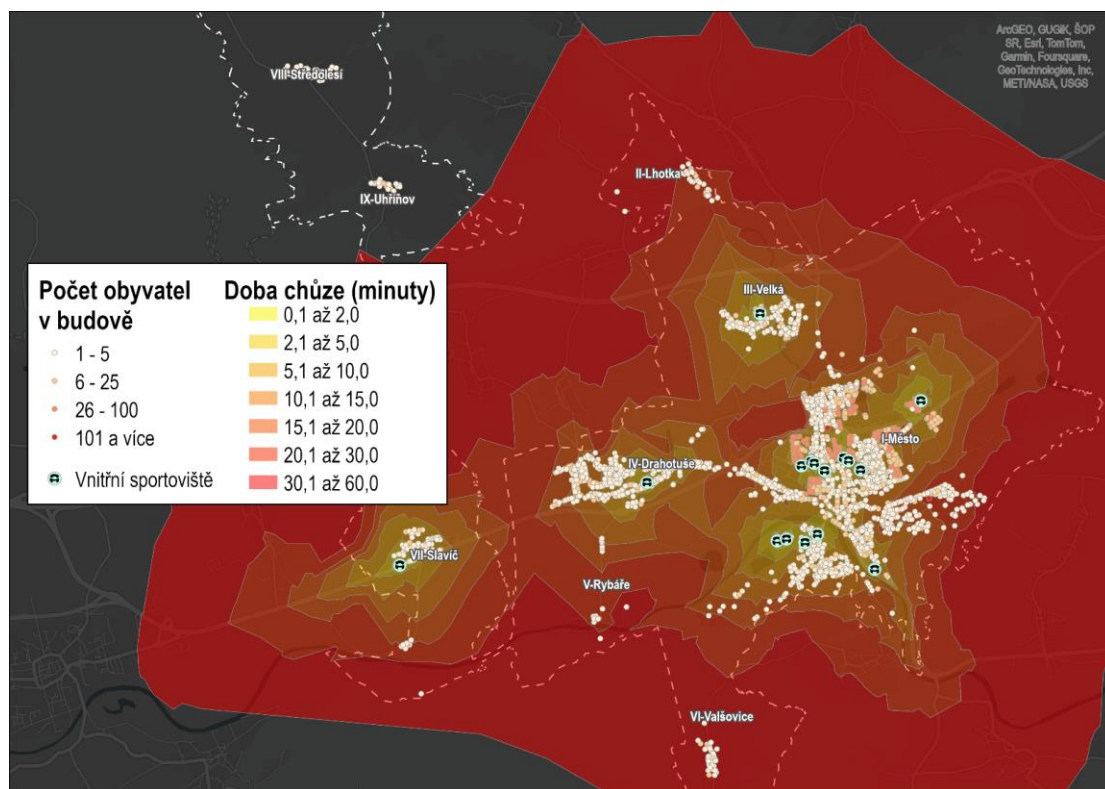 ArcGEO, GUGiK, ŠOP
SR, Esri, TomTom,
Garmin, Foursquare,
GeoTechnologies, Inc,
METI/NASA, USGS
VIII-Středolesí
IX-Uhřínov
II-Lhotka
III-Velká
I-Město
IV-Drahotuše
VII-Slavíč
V-Rybáře
VI-Valšovice
Počet obyvatel
v budově
1 - 5
6 - 25
26 - 100
101 a více
Vnitřní sportoviště
Doba chůze (minuty)
0,1 až 2,0
2,1 až 5,0
5,1 až 10,0
10,1 až 15,0
15,1 až 20,0
20,1 až 30,0
30,1 až 60,0